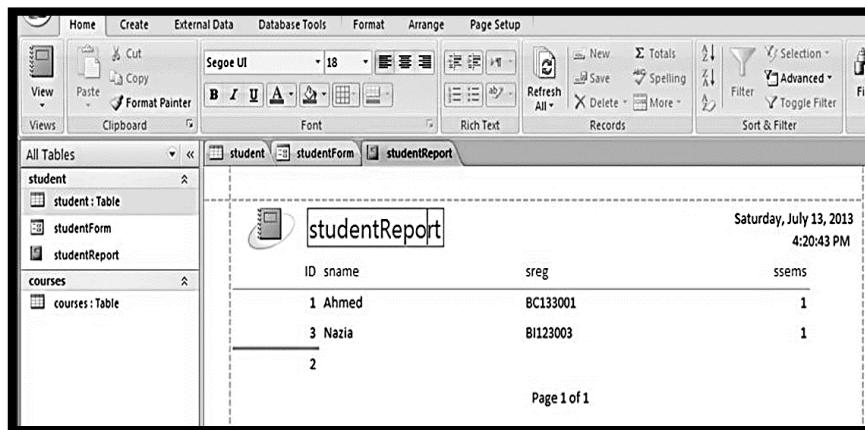 Home Create External Data Database Tools Format Arrange Page Setup
View
Views
Paste
Cut
Copy
Format Painter
Clipboard
Segoe UI 18
B I U A
Font
Rich Text
Refresh All
New
Save
Delete
Totals
Spelling
More
Records
Filter
Selection
Advanced
Toggle Filter
Sort & Filter
Fi
All Tables
student
student : Table
studentForm
studentReport
courses
courses : Table
student studentForm studentReport
studentReport
Saturday, July 13, 2013
4:20:43 PM
ID sname sreg ssems
1 Ahmed BC133001 1
3 Nazia BI123003 1
2
Page 1 of 1